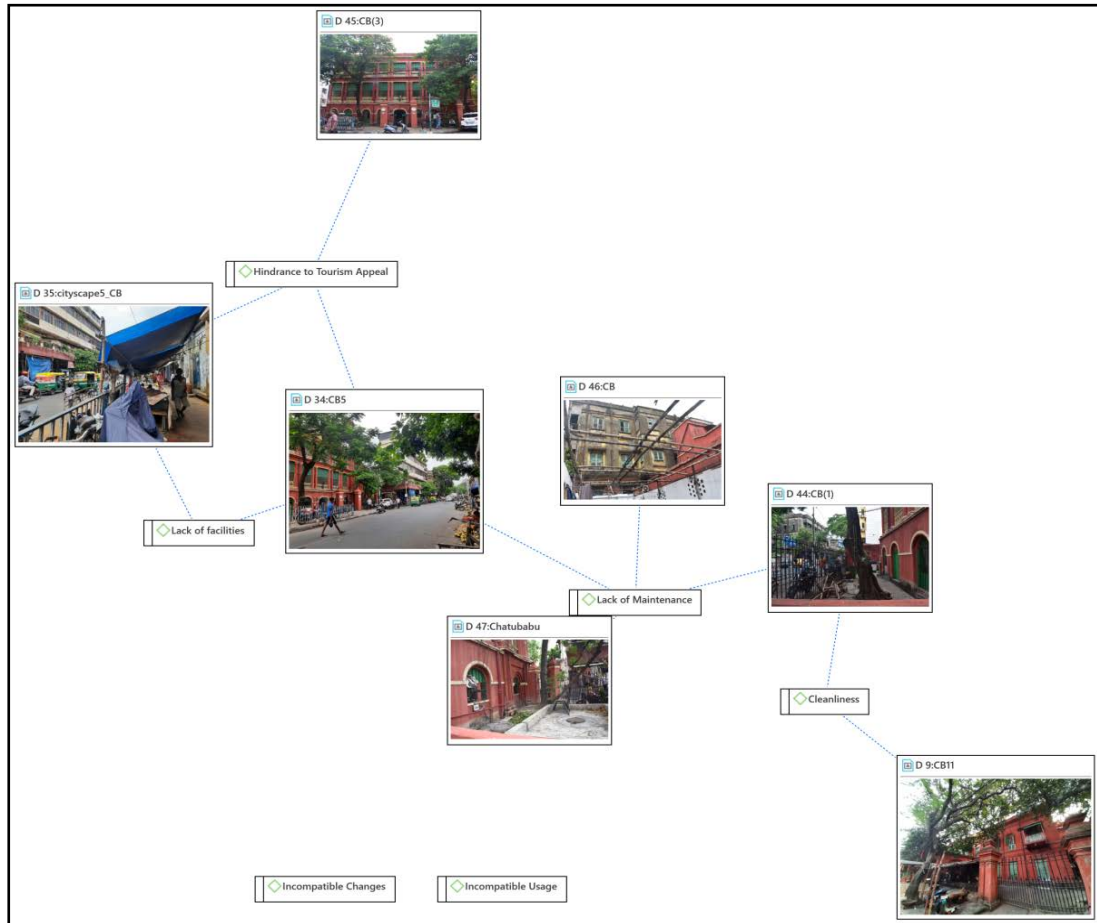 D 45:CB(3)
Hindrance to Tourism Appeal
D 35:cityscape5_CB
D 34:CB5
D 46:CB
D 44:CB(1)
Lack of facilities
Lack of Maintenance
D 47:Chatubabu
Cleanliness
D 9:CB11
Incompatible Changes
Incompatible Usage